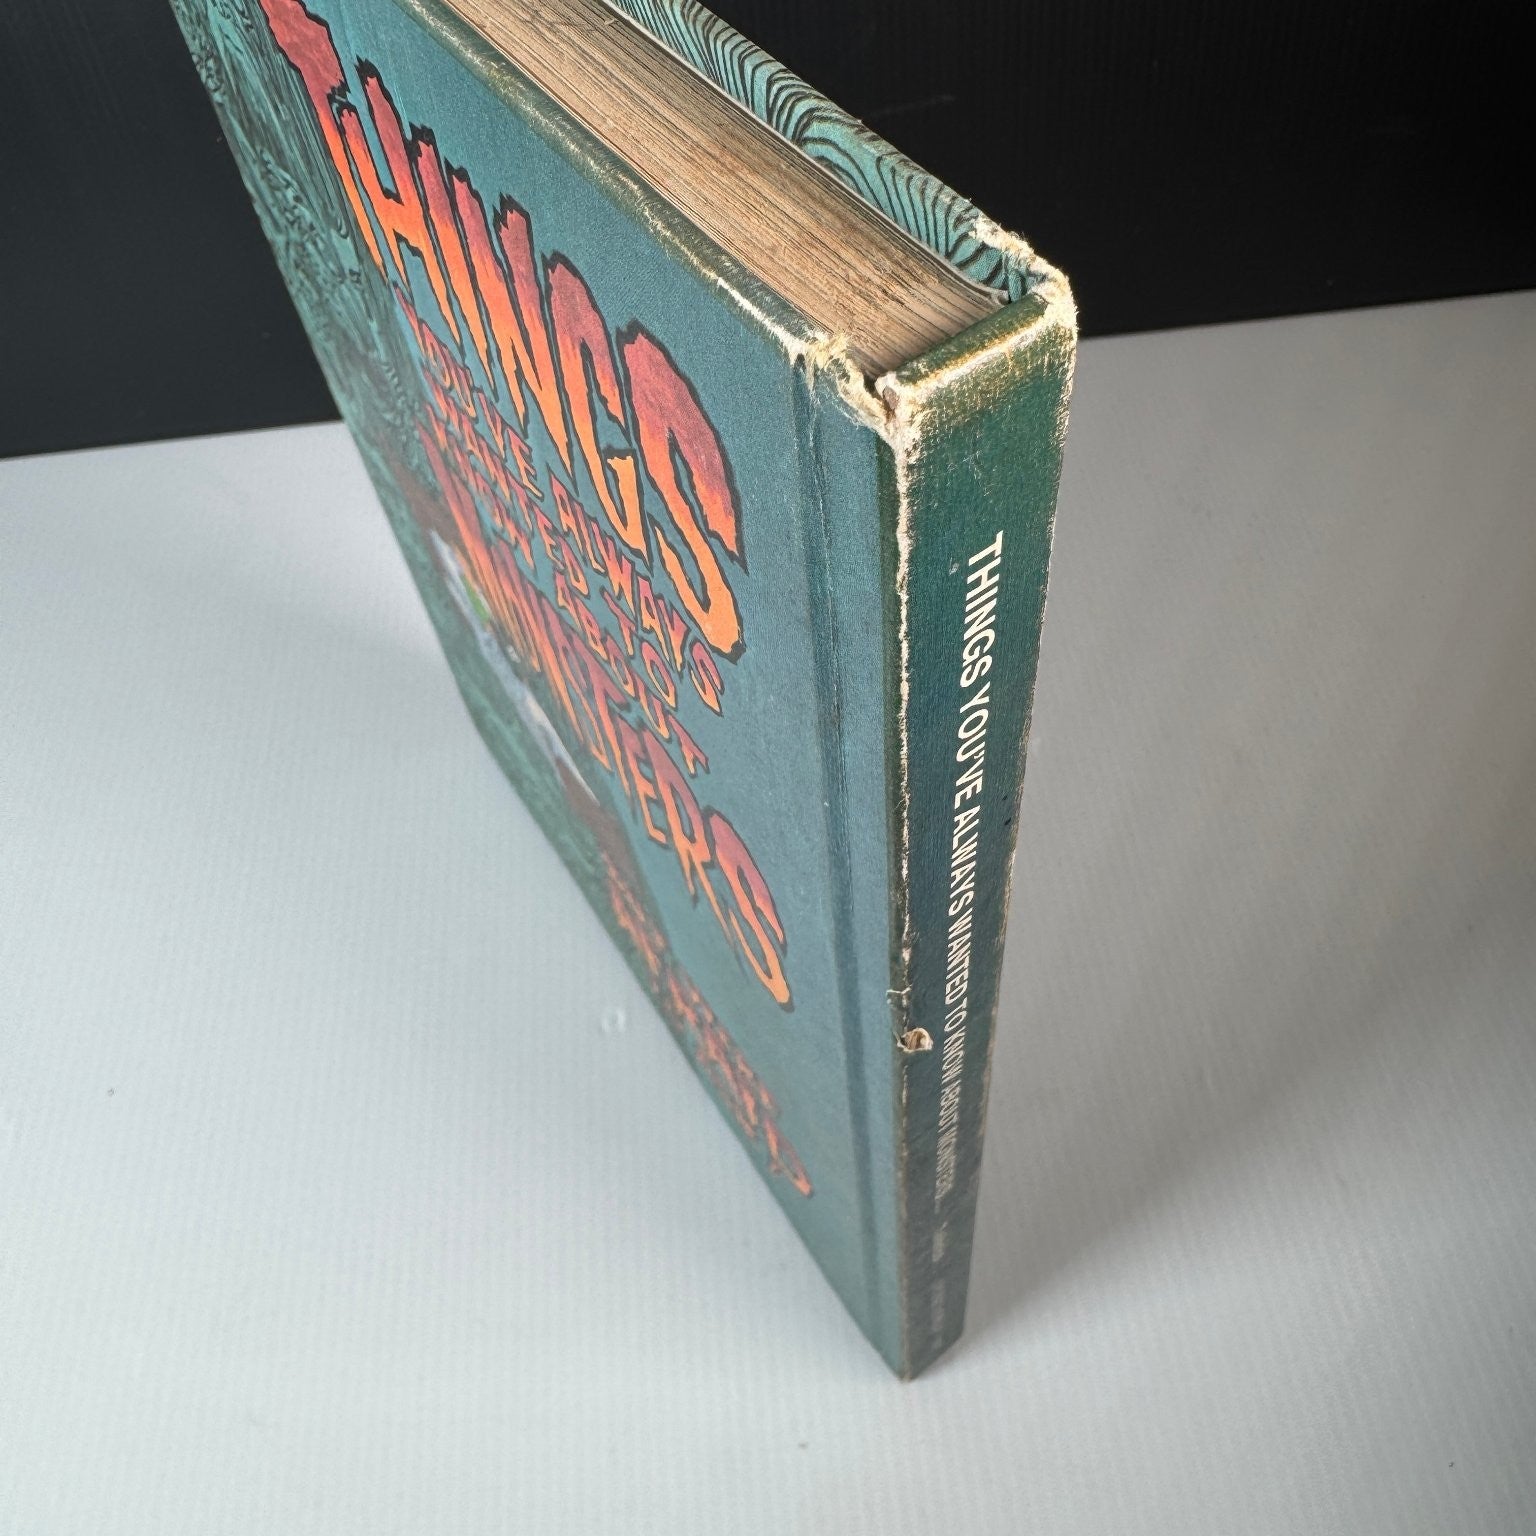 THINGS
YOU'VE ALWAYS
WANTED TO
KNOW ABOUT
MONSTERS
THINGS YOU'VE ALWAYS WANTED TO KNOW ABOUT MONSTERS